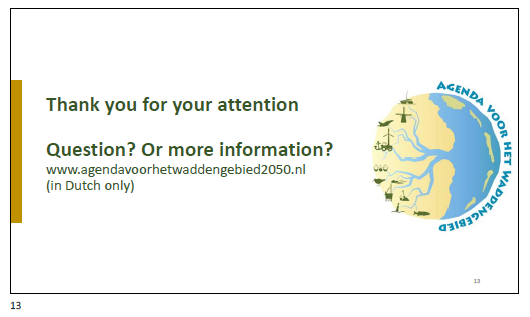 Thank you for your attention
Question? Or more information?
www.agendavoorhetwaddengebied2050.nl
(in Dutch only)
AGENDA VOOR HET WADDENGEBIED
13
13